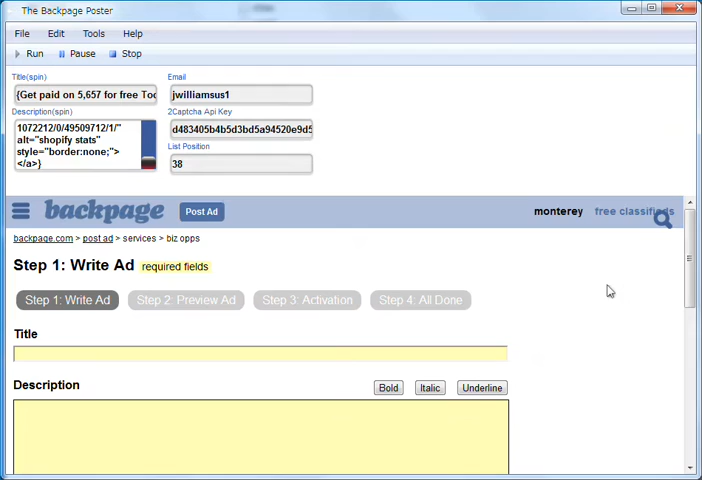 The Backpage Poster
File Edit Tools Help
Run Pause Stop
Title(spin) Email
{Get paid on 5,657 for free Too jwilliamsus1
Description(spin) 2Captcha Api Key
1072212/0/49509712/1/" d483405b4b5d3bd5a94520e9d5
alt="shopify stats" List Position
style="border:none;"> 38
</a>}
backpage Post Ad monterey free classifieds
backpage.com > post ad > services > biz opps
Step 1: Write Ad required fields
Step 1: Write Ad Step 2: Preview Ad Step 3: Activation Step 4: All Done
Title
Description Bold Italic Underline